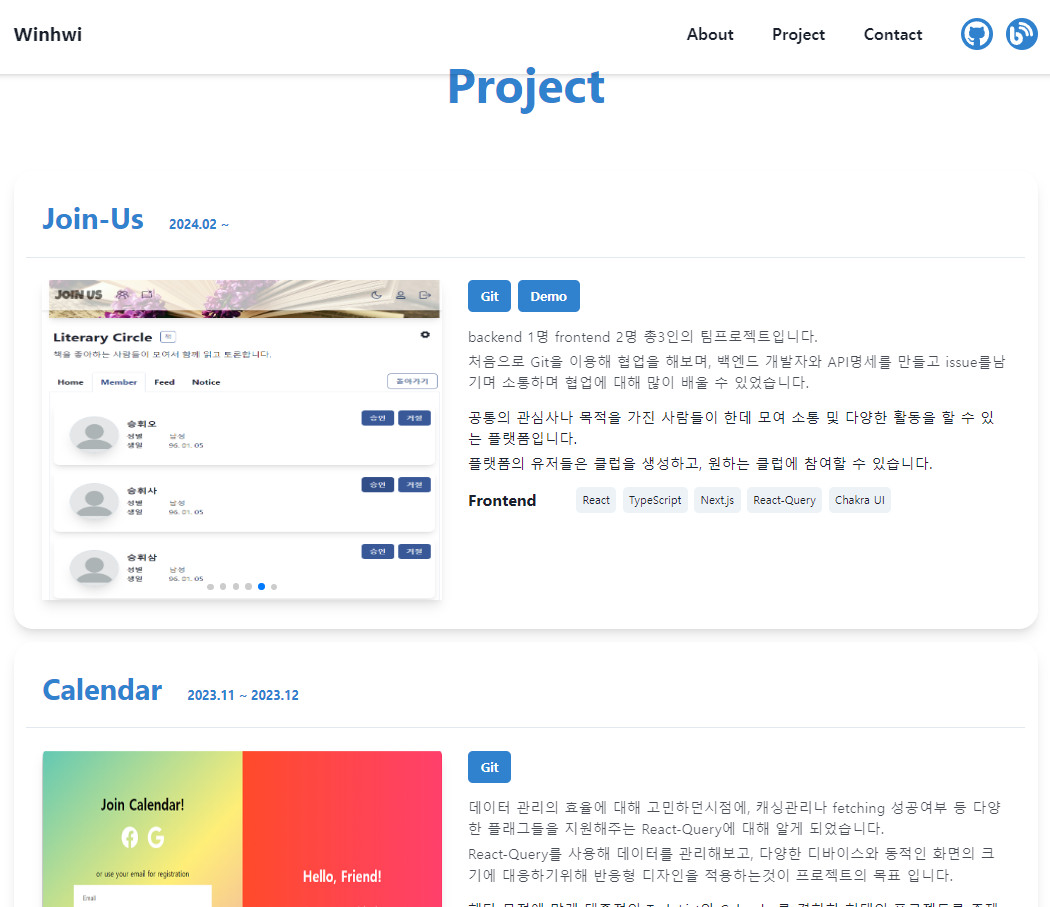 Winhwi
About
Project
Contact
Project
Join-Us
2024.02 ~
JOIN US
Literary Circle
책
책을 좋아하는 사람들이 모여서 함께 읽고 토론합니다.
Home
Member
Feed
Notice
돌아가기
승휘오
승인
거절
성별
남성
생일
96. 01. 05
승휘사
승인
거절
성별
남성
생일
96. 01. 05
승휘삼
승인
거절
성별
남성
생일
96. 01. 05
Git
Demo
backend 1명 frontend 2명 총3인의 팀프로젝트입니다.
처음으로 Git을 이용해 협업을 해보며, 백엔드 개발자와 API명세를 만들고 issue를남
기며 소통하며 협업에 대해 많이 배울 수 있었습니다.
공통의 관심사나 목적을 가진 사람들이 한데 모여 소통 및 다양한 활동을 할 수 있
는 플랫폼입니다.
플랫폼의 유저들은 클럽을 생성하고, 원하는 클럽에 참여할 수 있습니다.
Frontend
React
TypeScript
Next.js
React-Query
Chakra UI
Calendar
2023.11 ~ 2023.12
Join Calendar!
or use your email for registration
Email
Hello, Friend!
Git
데이터 관리의 효율에 대해 고민하던시점에, 캐싱관리나 fetching 성공여부 등 다양
한 플래그들을 지원해주는 React-Query에 대해 알게 되었습니다.
React-Query를 사용해 데이터를 관리해보고, 다양한 디바이스와 동적인 화면의 크
기에 대응하기위해 반응형 디자인을 적용하는것이 프로젝트의 목표 입니다.